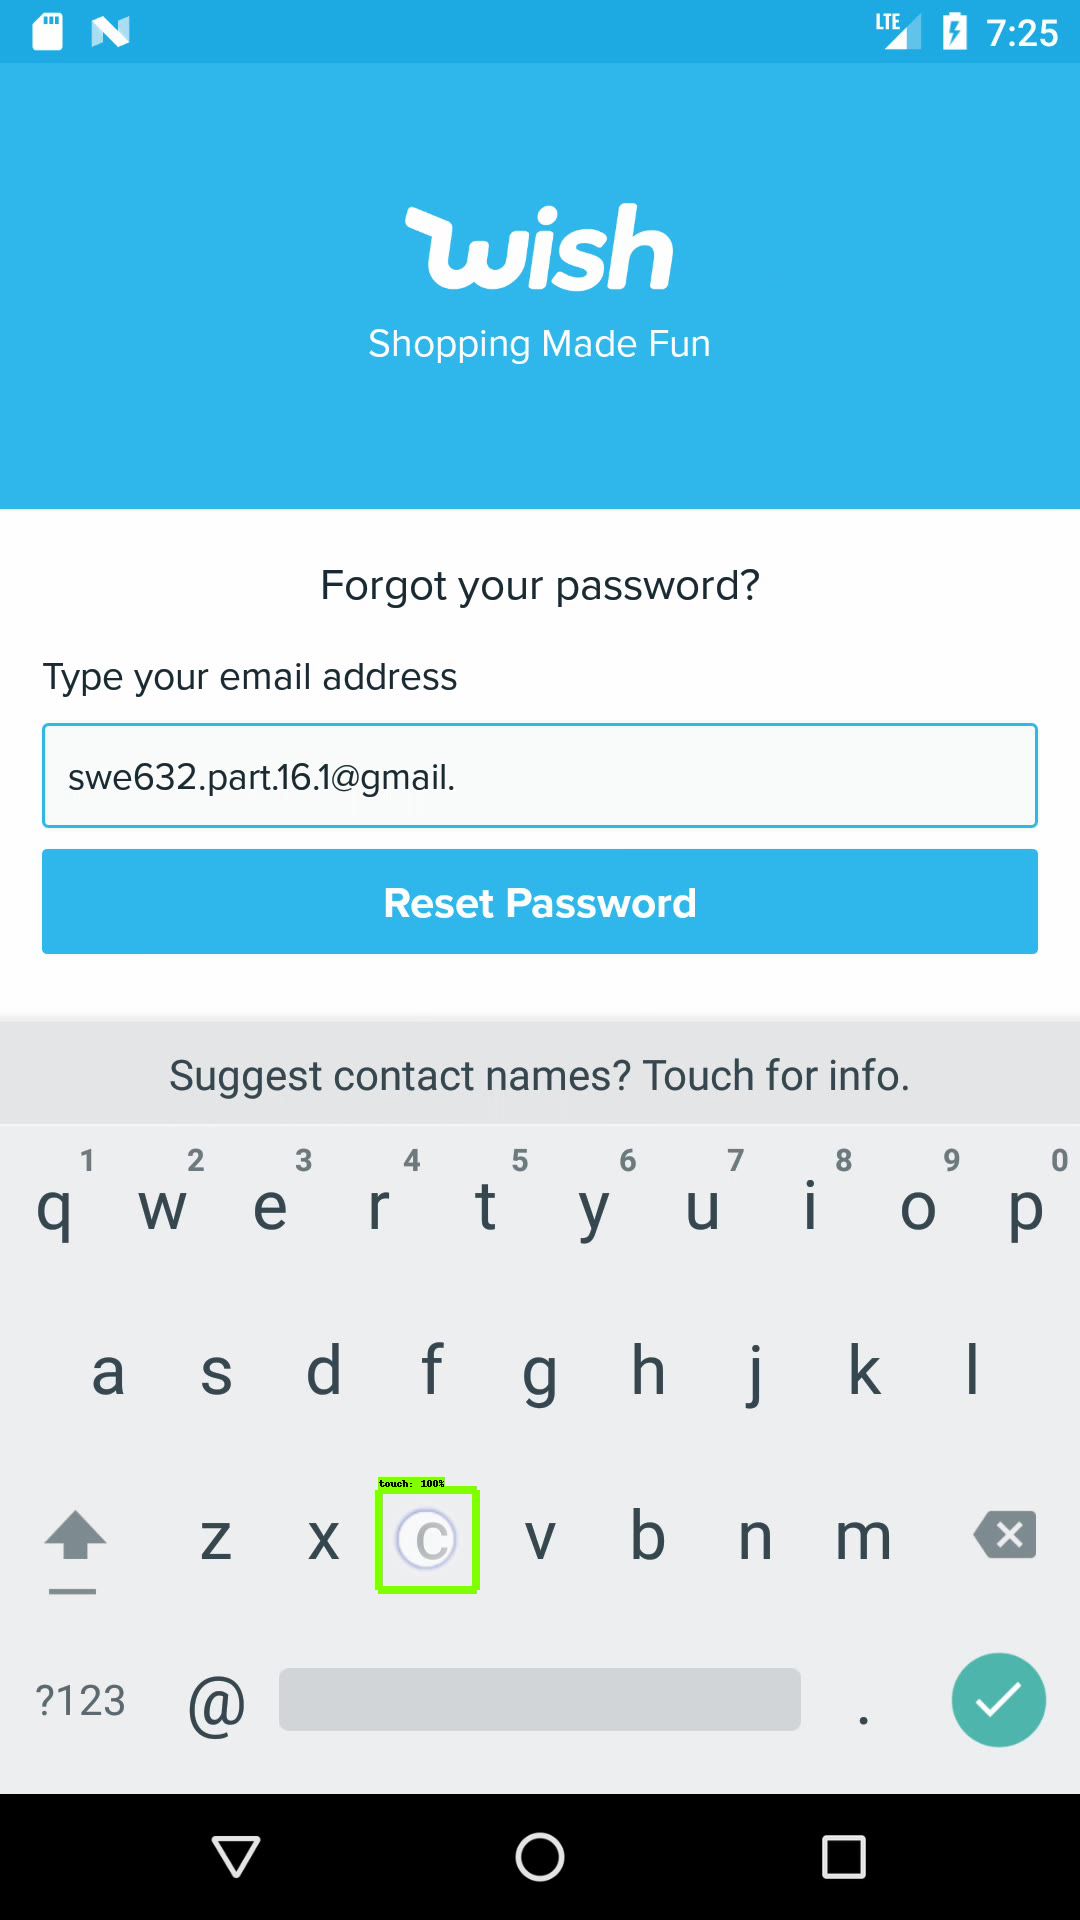 LTE 7:25
wish
Shopping Made Fun
Forgot your password?
Type your email address
swe632.part.16.1@gmail.
Reset Password
Suggest contact names? Touch for info.
1 2 3 4 5 6 7 8 9 0
q w e r t y u i o p
a s d f g h j k l
touch: 100%
z x c v b n m
?123 @ .